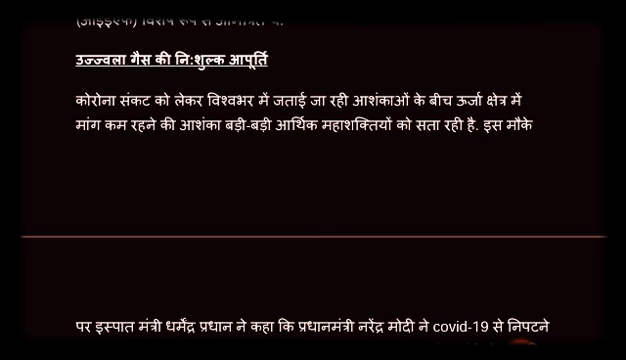 उज्ज्वला गैस की नि:शुल्क आपूर्ति
कोरोना संकट को लेकर विश्वभर में जताई जा रही आशंकाओं के बीच ऊर्जा क्षेत्र में
मांग कम रहने की आशंका बड़ी-बड़ी आर्थिक महाशक्तियों को सता रही है. इस मौके
पर इस्पात मंत्री धर्मेंद्र प्रधान ने कहा कि प्रधानमंत्री नरेंद्र मोदी ने covid-19 से निपटने